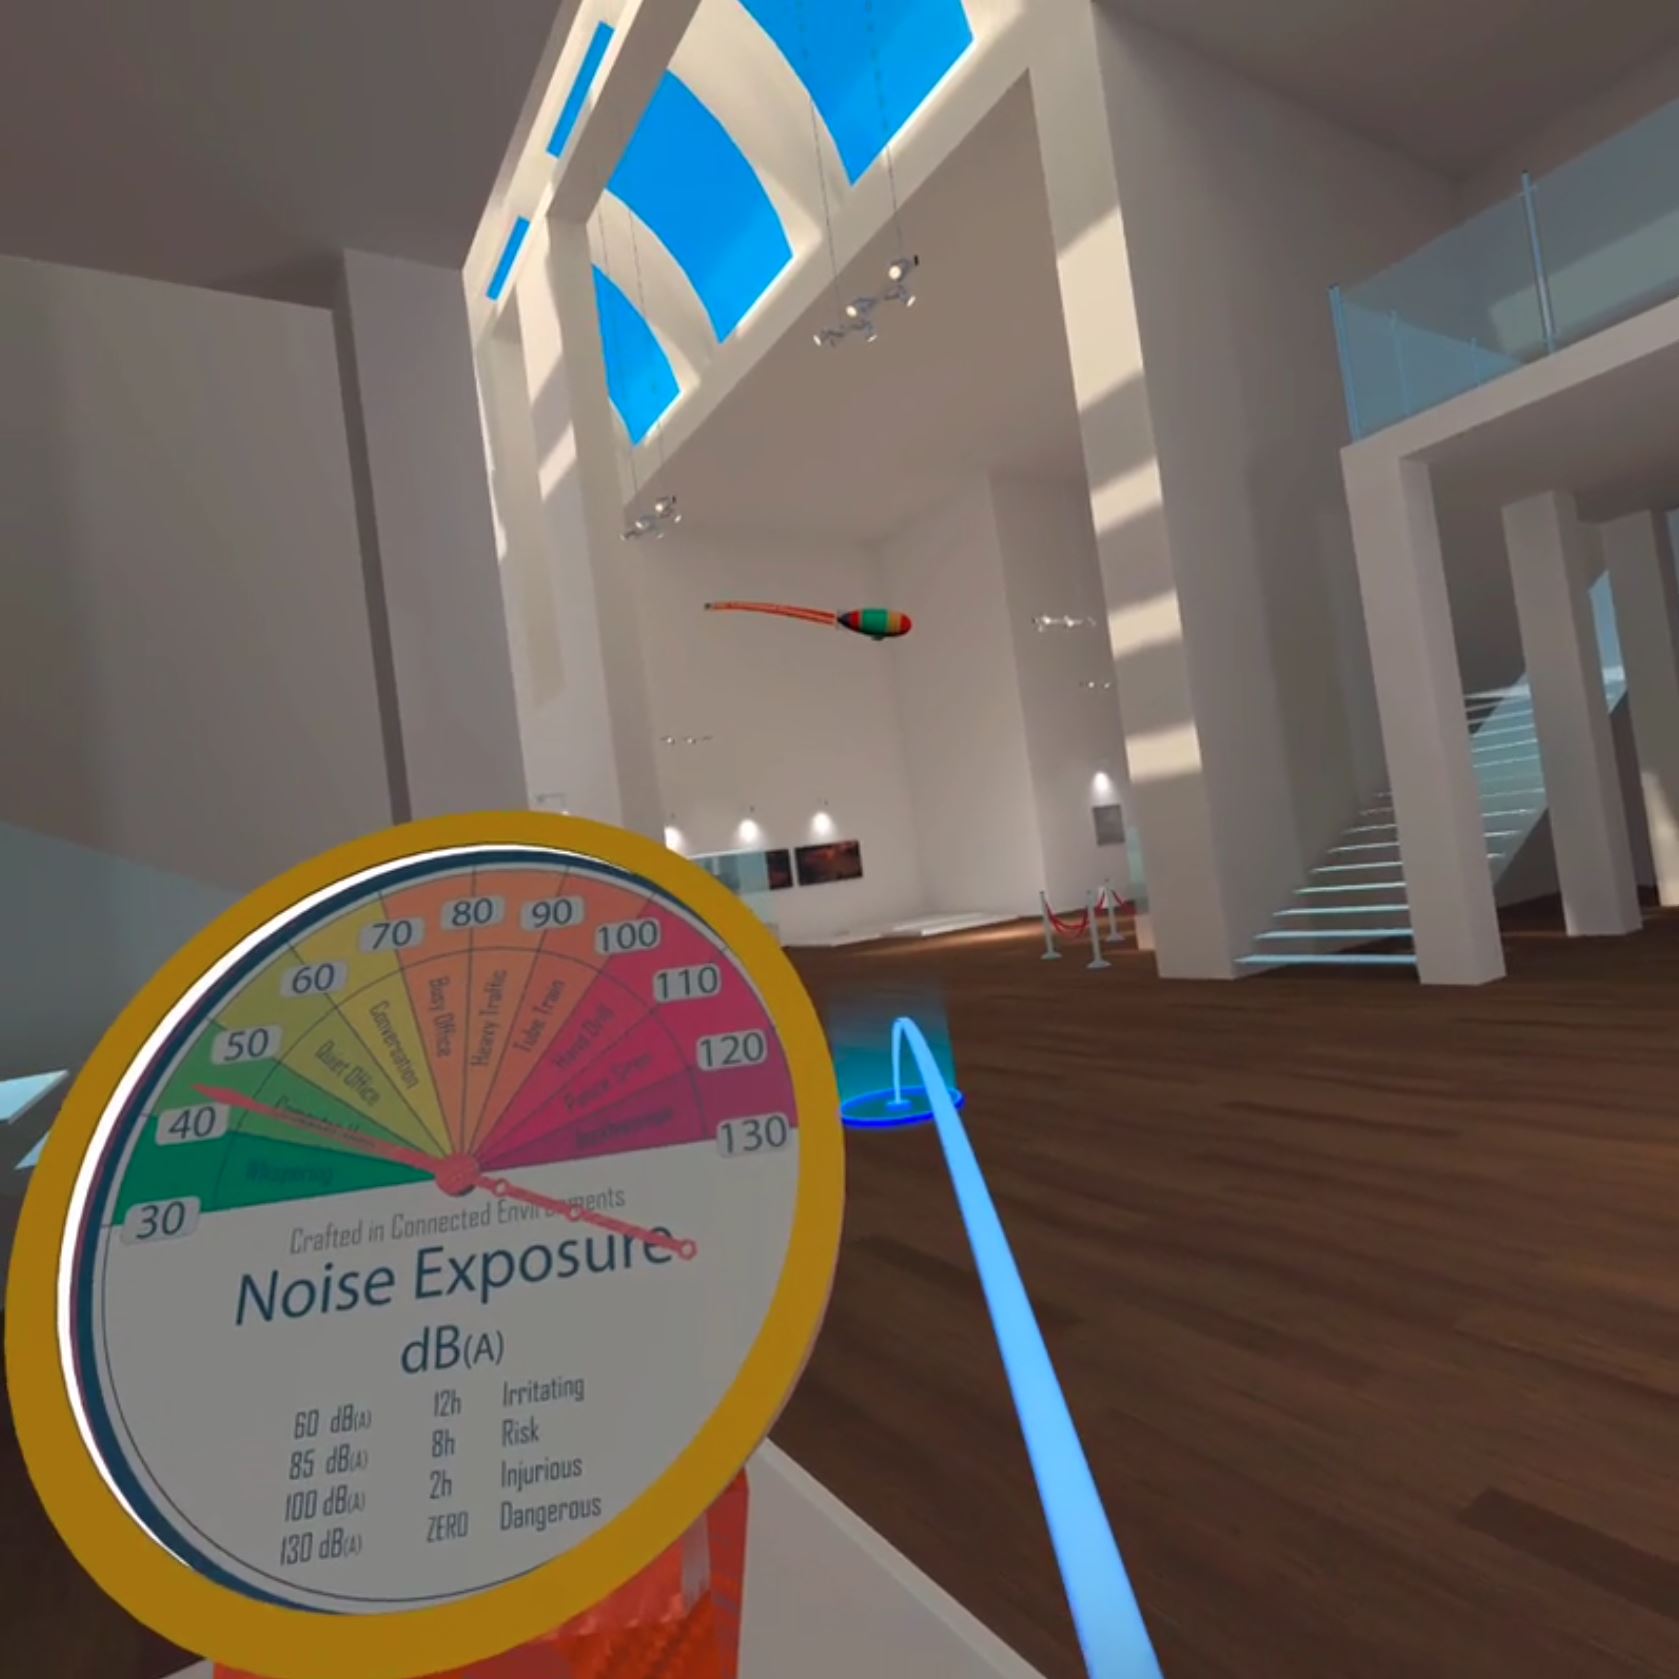 70 80 90
60 100
50 110
40 120
30 130
Whispering
Quiet Office
Conversation
Busy Office
Heavy Traffic
Tube Train
Hand Drill
Police Siren
Crafted in Connected Environments
Noise Exposure
dB(A)
60 dB(A) 12h Irritating
85 dB(A) 8h Risk
100 dB(A) 2h Injurious
130 dB(A) ZERO Dangerous